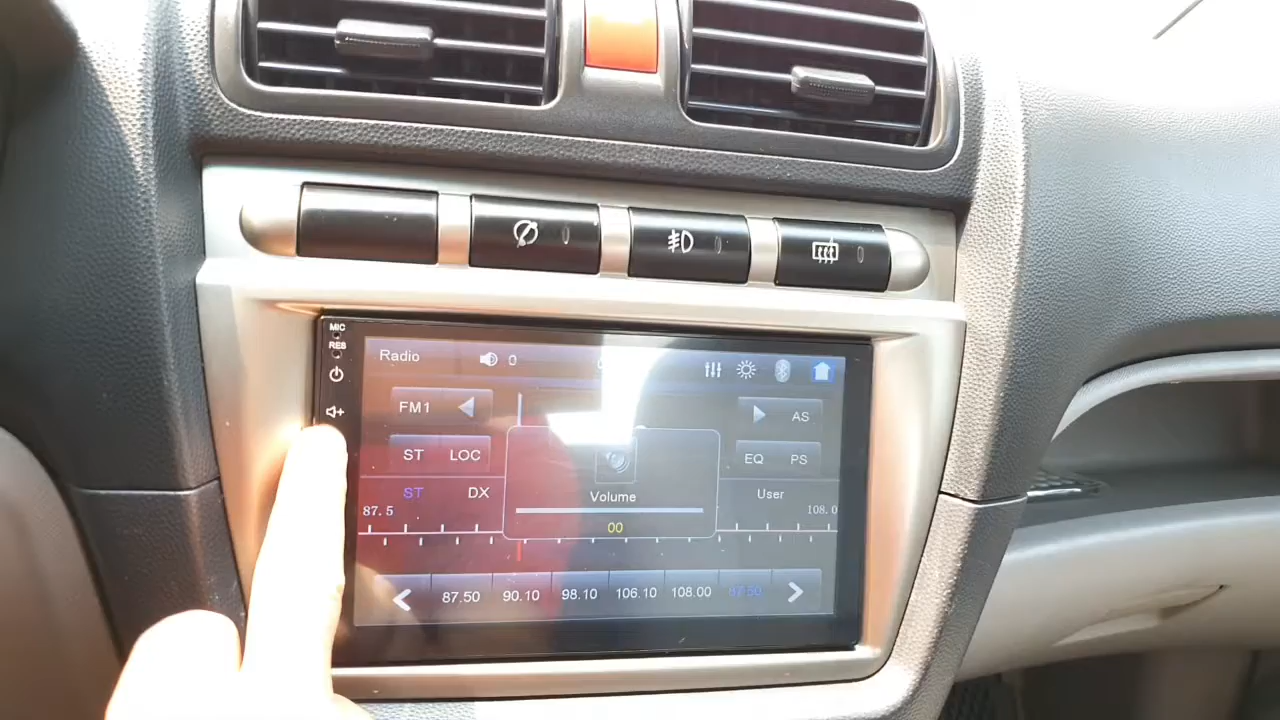 MIC
RES
Radio 0
FM1 AS
ST LOC EQ PS
ST DX User
Volume
87.5 108.0
00
87.50 90.10 98.10 106.10 108.00 87.50